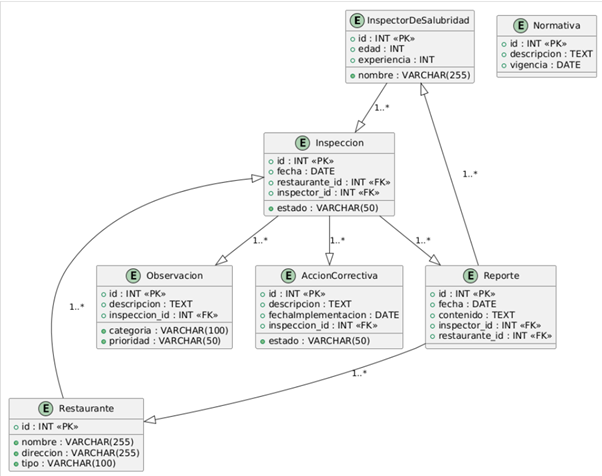 E InspectorDeSalubridad
id : INT «PK»
edad : INT
experiencia : INT
nombre : VARCHAR(255)
E Normativa
id : INT «PK»
descripcion : TEXT
vigencia : DATE
1..*
1..*
E Inspeccion
id : INT «PK»
fecha : DATE
restaurante_id : INT «FK»
inspector_id : INT «FK»
estado : VARCHAR(50)
1..*
1..*
1..*
E Observacion
id : INT «PK»
descripcion : TEXT
inspeccion_id : INT «FK»
categoria : VARCHAR(100)
prioridad : VARCHAR(50)
E AccionCorrectiva
id : INT «PK»
descripcion : TEXT
fechaImplementacion : DATE
inspeccion_id : INT «FK»
estado : VARCHAR(50)
E Reporte
id : INT «PK»
fecha : DATE
contenido : TEXT
inspector_id : INT «FK»
restaurante_id : INT «FK»
1..*
1..*
E Restaurante
id : INT «PK»
nombre : VARCHAR(255)
direccion : VARCHAR(255)
tipo : VARCHAR(100)